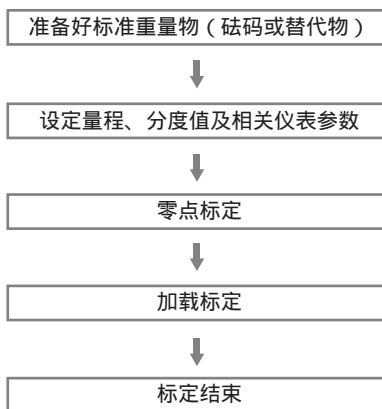 准备好标准重量物（砝码或替代物）
设定量程、分度值及相关仪表参数
零点标定
加载标定
标定结束